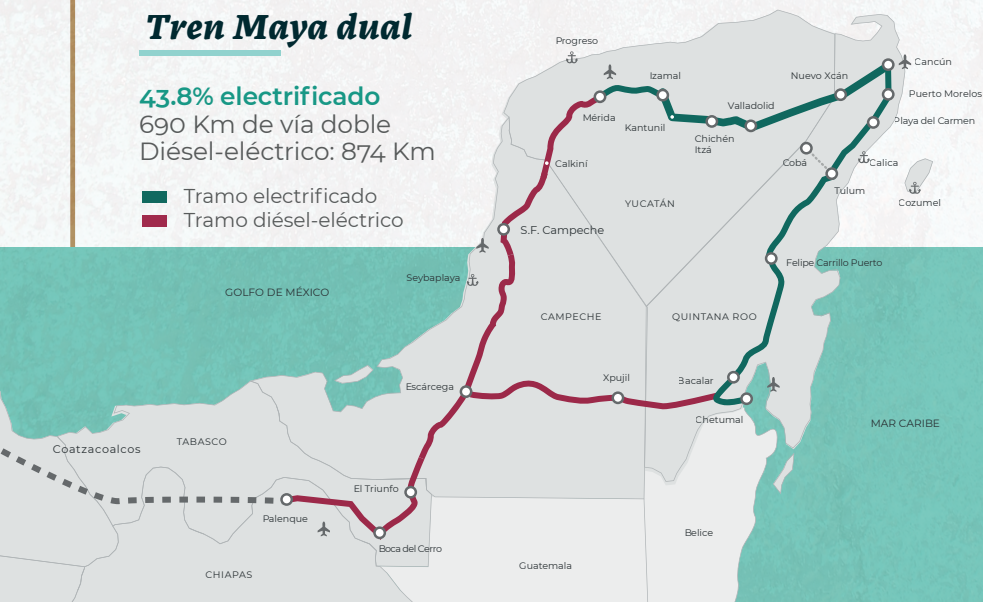 Tren Maya dual
43.8% electrificado
690 Km de vía doble
Diésel-eléctrico: 874 Km
Tramo electrificado
Tramo diésel-eléctrico
Progreso
Izamal
Nuevo Xcán
Cancún
Puerto Morelos
Mérida
Valladolid
Kantunil
Playa del Carmen
Chichén
Itzá
Calkiní
Cobá
Calica
Tulum
Cozumel
YUCATÁN
S.F. Campeche
Felipe Carrillo Puerto
Seybaplaya
GOLFO DE MÉXICO
CAMPECHE
QUINTANA ROO
Escárcega
Xpujil
Bacalar
Chetumal
MAR CARIBE
TABASCO
Coatzacoalcos
El Triunfo
Palenque
Boca del Cerro
Belice
Guatemala
CHIAPAS